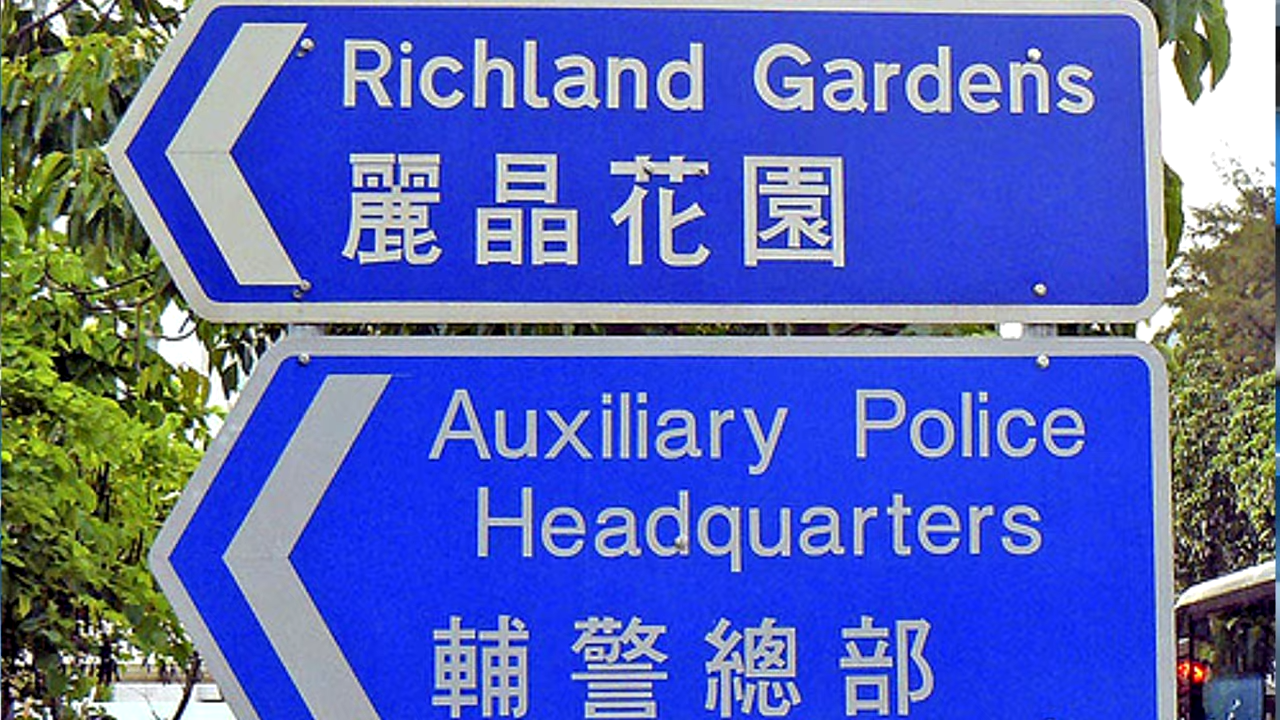 Richland Gardens
麗晶花園
Auxiliary Police
Headquarters
輔警總部